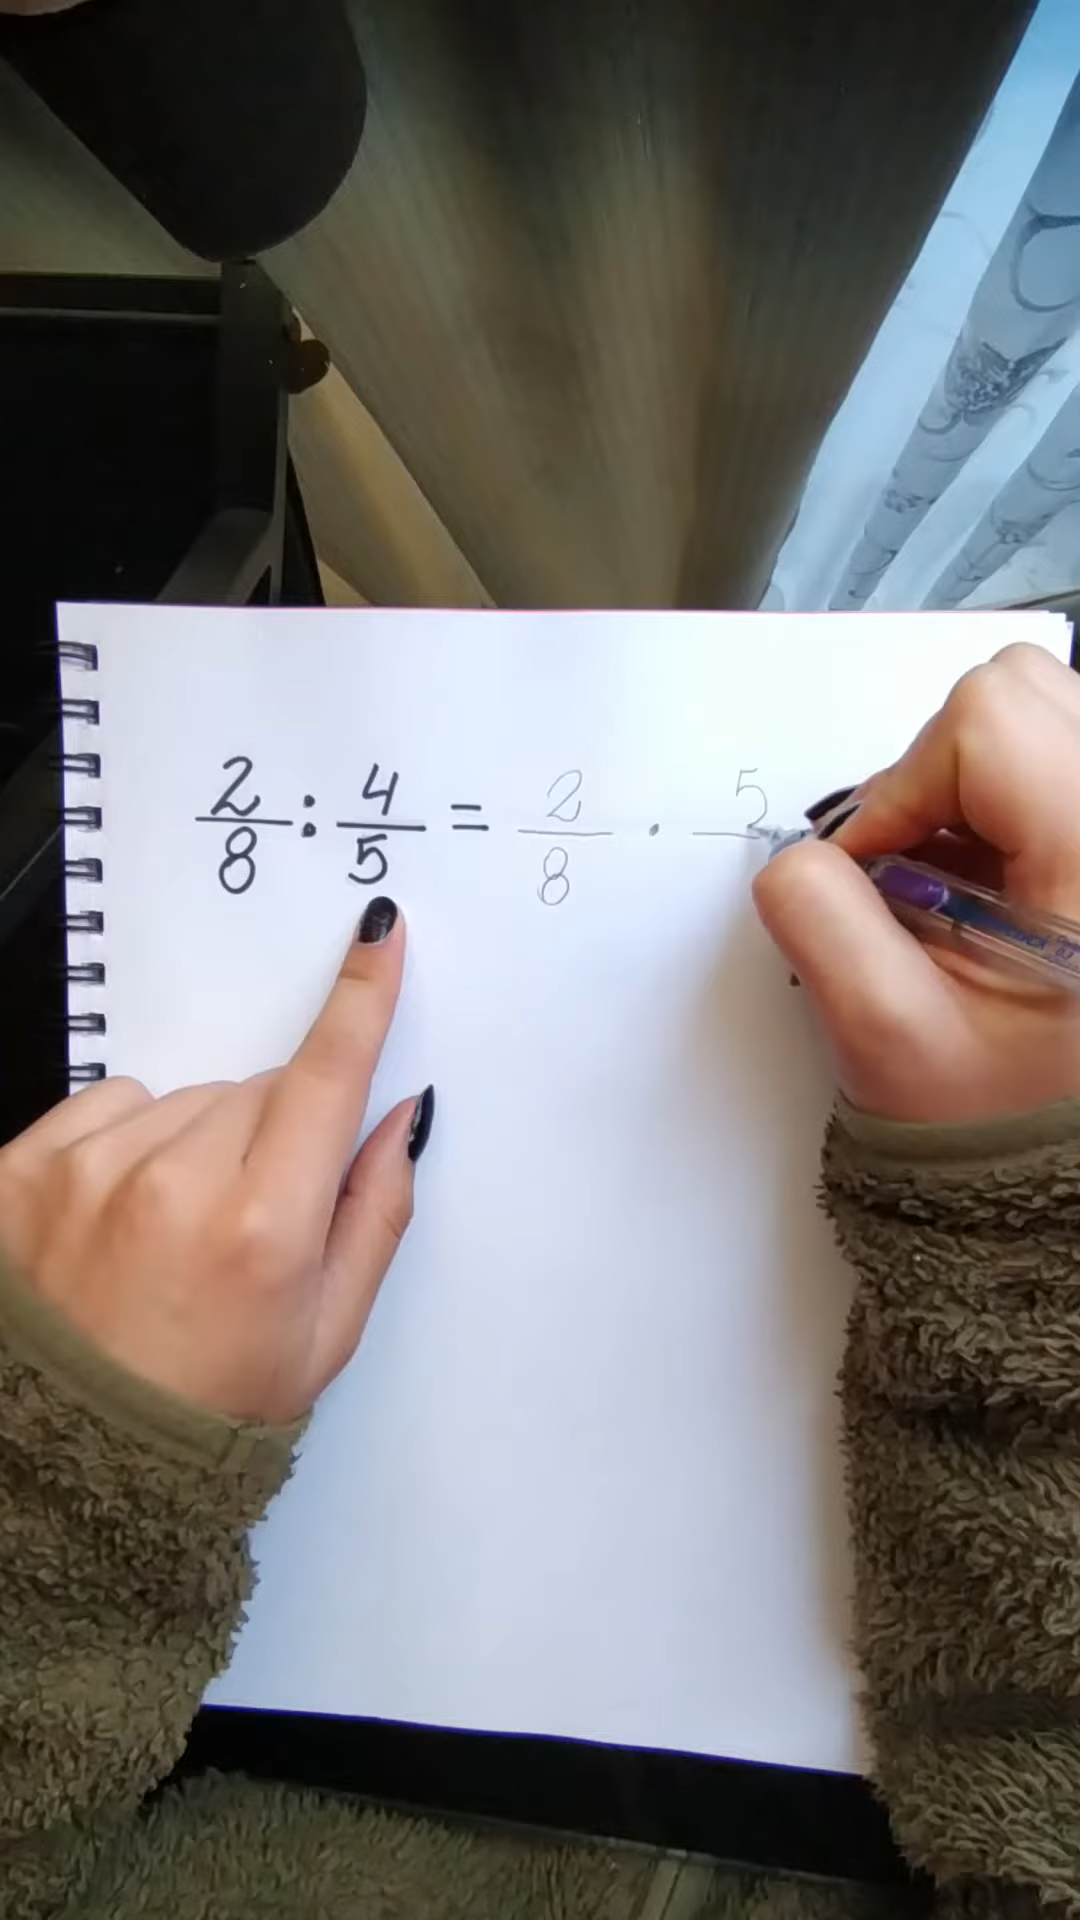 2/8 : 4/5 = 2/8 · 5/